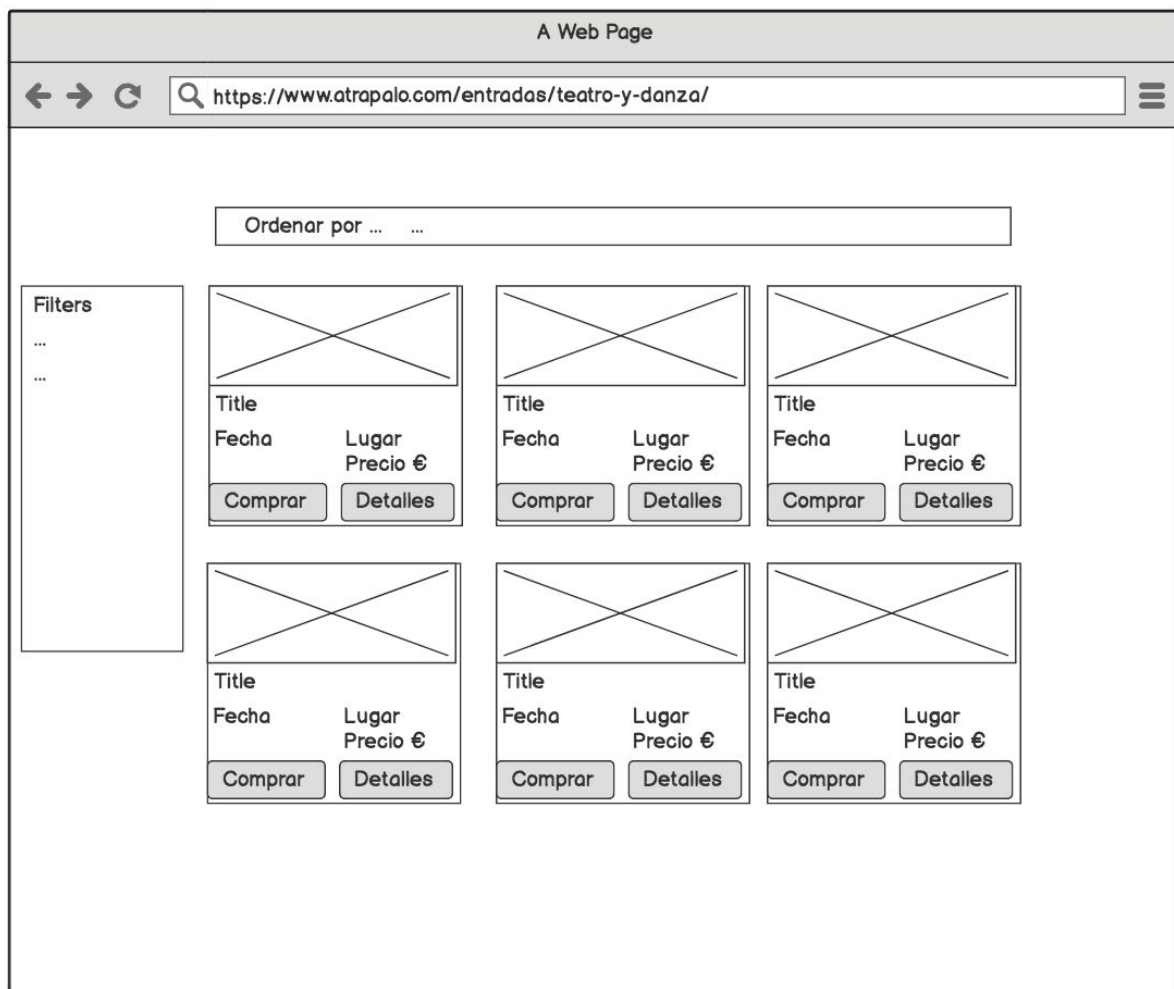 A Web Page
https://www.atrapalo.com/entradas/teatro-y-danza/
Ordenar por ... ...
Filters
...
...
Title
Fecha Lugar
Precio €
Comprar Detalles
Title
Fecha Lugar
Precio €
Comprar Detalles
Title
Fecha Lugar
Precio €
Comprar Detalles
Title
Fecha Lugar
Precio €
Comprar Detalles
Title
Fecha Lugar
Precio €
Comprar Detalles
Title
Fecha Lugar
Precio €
Comprar Detalles